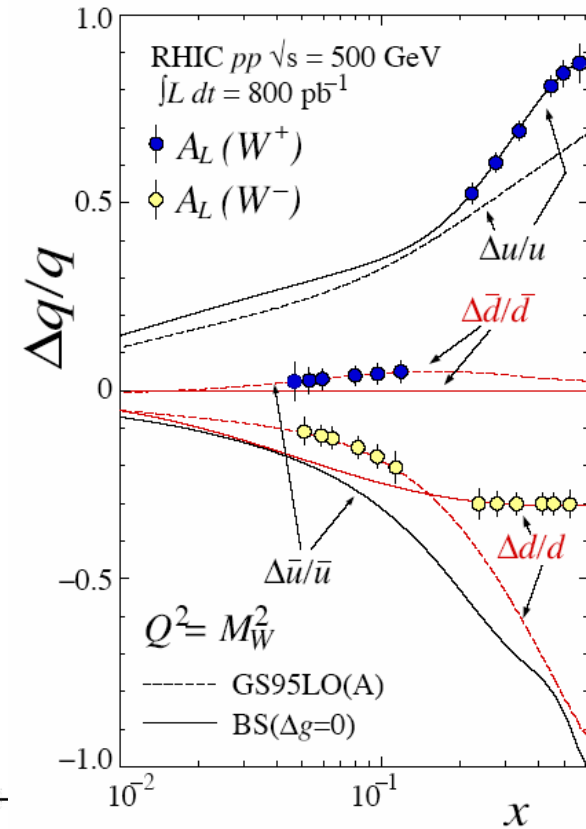 1.0
RHIC pp √s = 500 GeV
∫L dt = 800 pb⁻¹
A_L (W⁺)
A_L (W⁻)
0.5
Δu/u
Δq/q
Δd̄/d̄
0
Δū/ū
Δd/d
−0.5
Q² = M_W²
GS95LO(A)
BS(Δg=0)
−1.0
10⁻²
10⁻¹
x